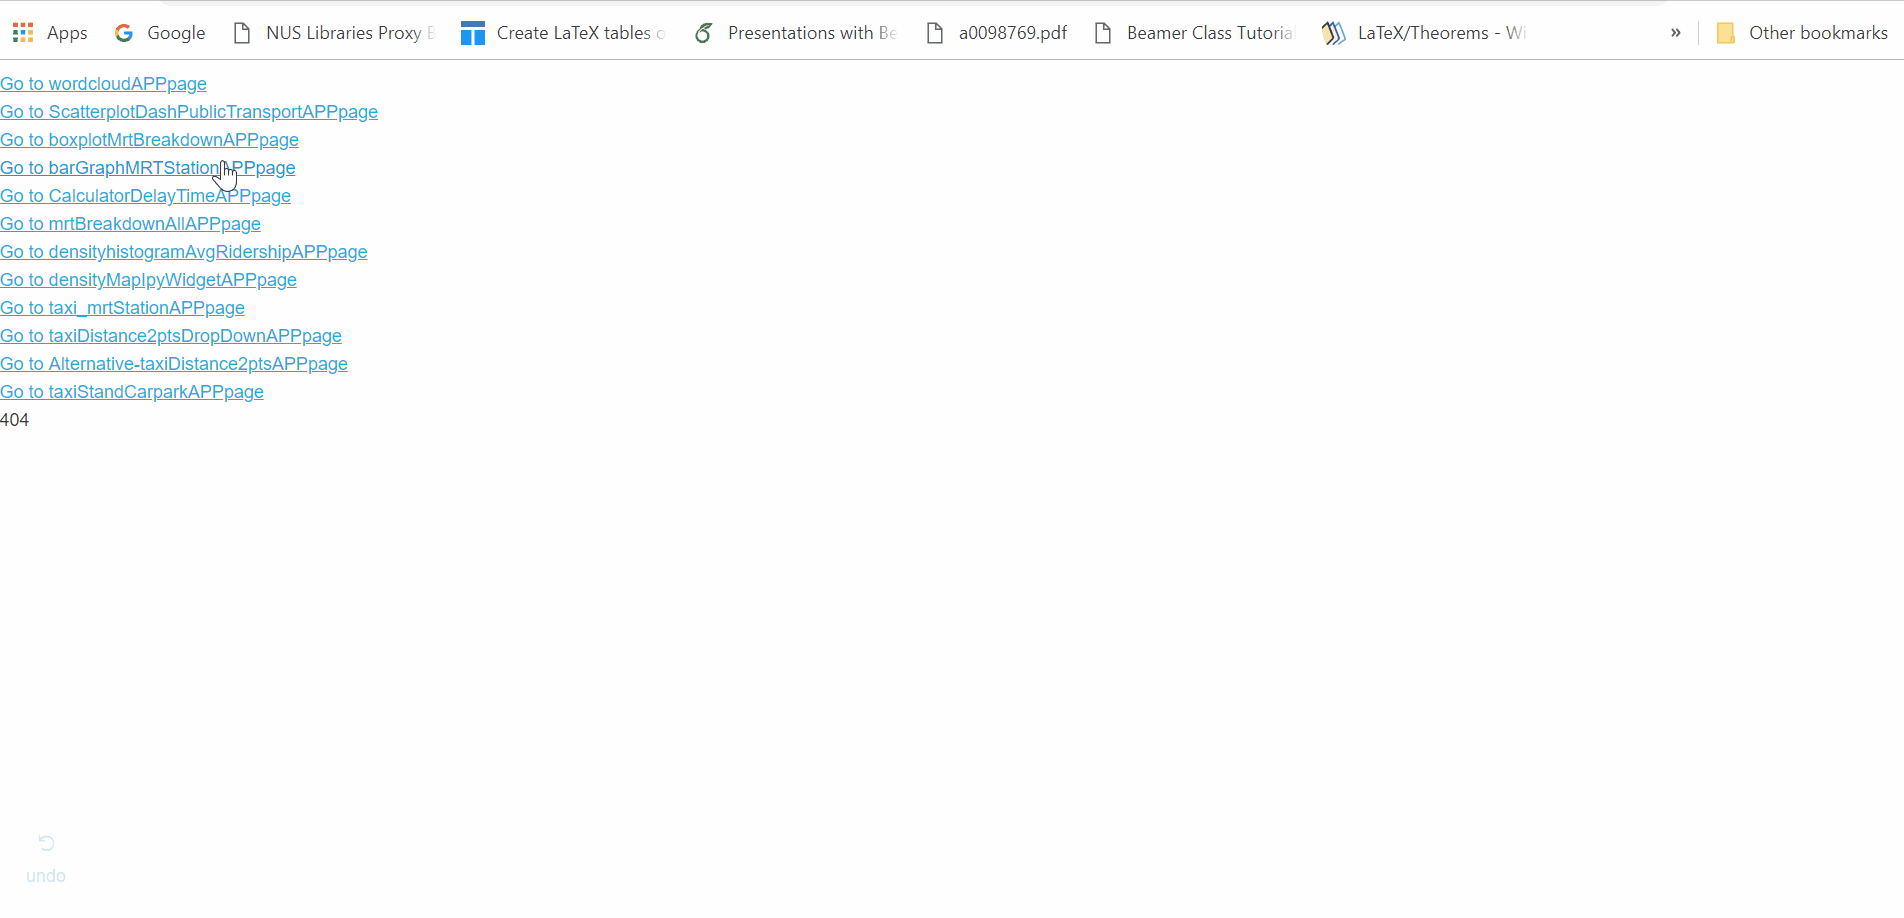 Apps Google NUS Libraries Proxy B Create LaTeX tables o Presentations with Be a0098769.pdf Beamer Class Tutorial LaTeX/Theorems - Wi » Other bookmarks
Go to wordcloudAPPpage
Go to ScatterplotDashPublicTransportAPPpage
Go to boxplotMrtBreakdownAPPpage
Go to barGraphMRTStationAPPpage
Go to CalculatorDelayTimeAPPpage
Go to mrtBreakdownAllAPPpage
Go to densityhistogramAvgRidershipAPPpage
Go to densityMapIpyWidgetAPPpage
Go to taxi_mrtStationAPPpage
Go to taxiDistance2ptsDropDownAPPpage
Go to Alternative-taxiDistance2ptsAPPpage
Go to taxiStandCarparkAPPpage
404
undo